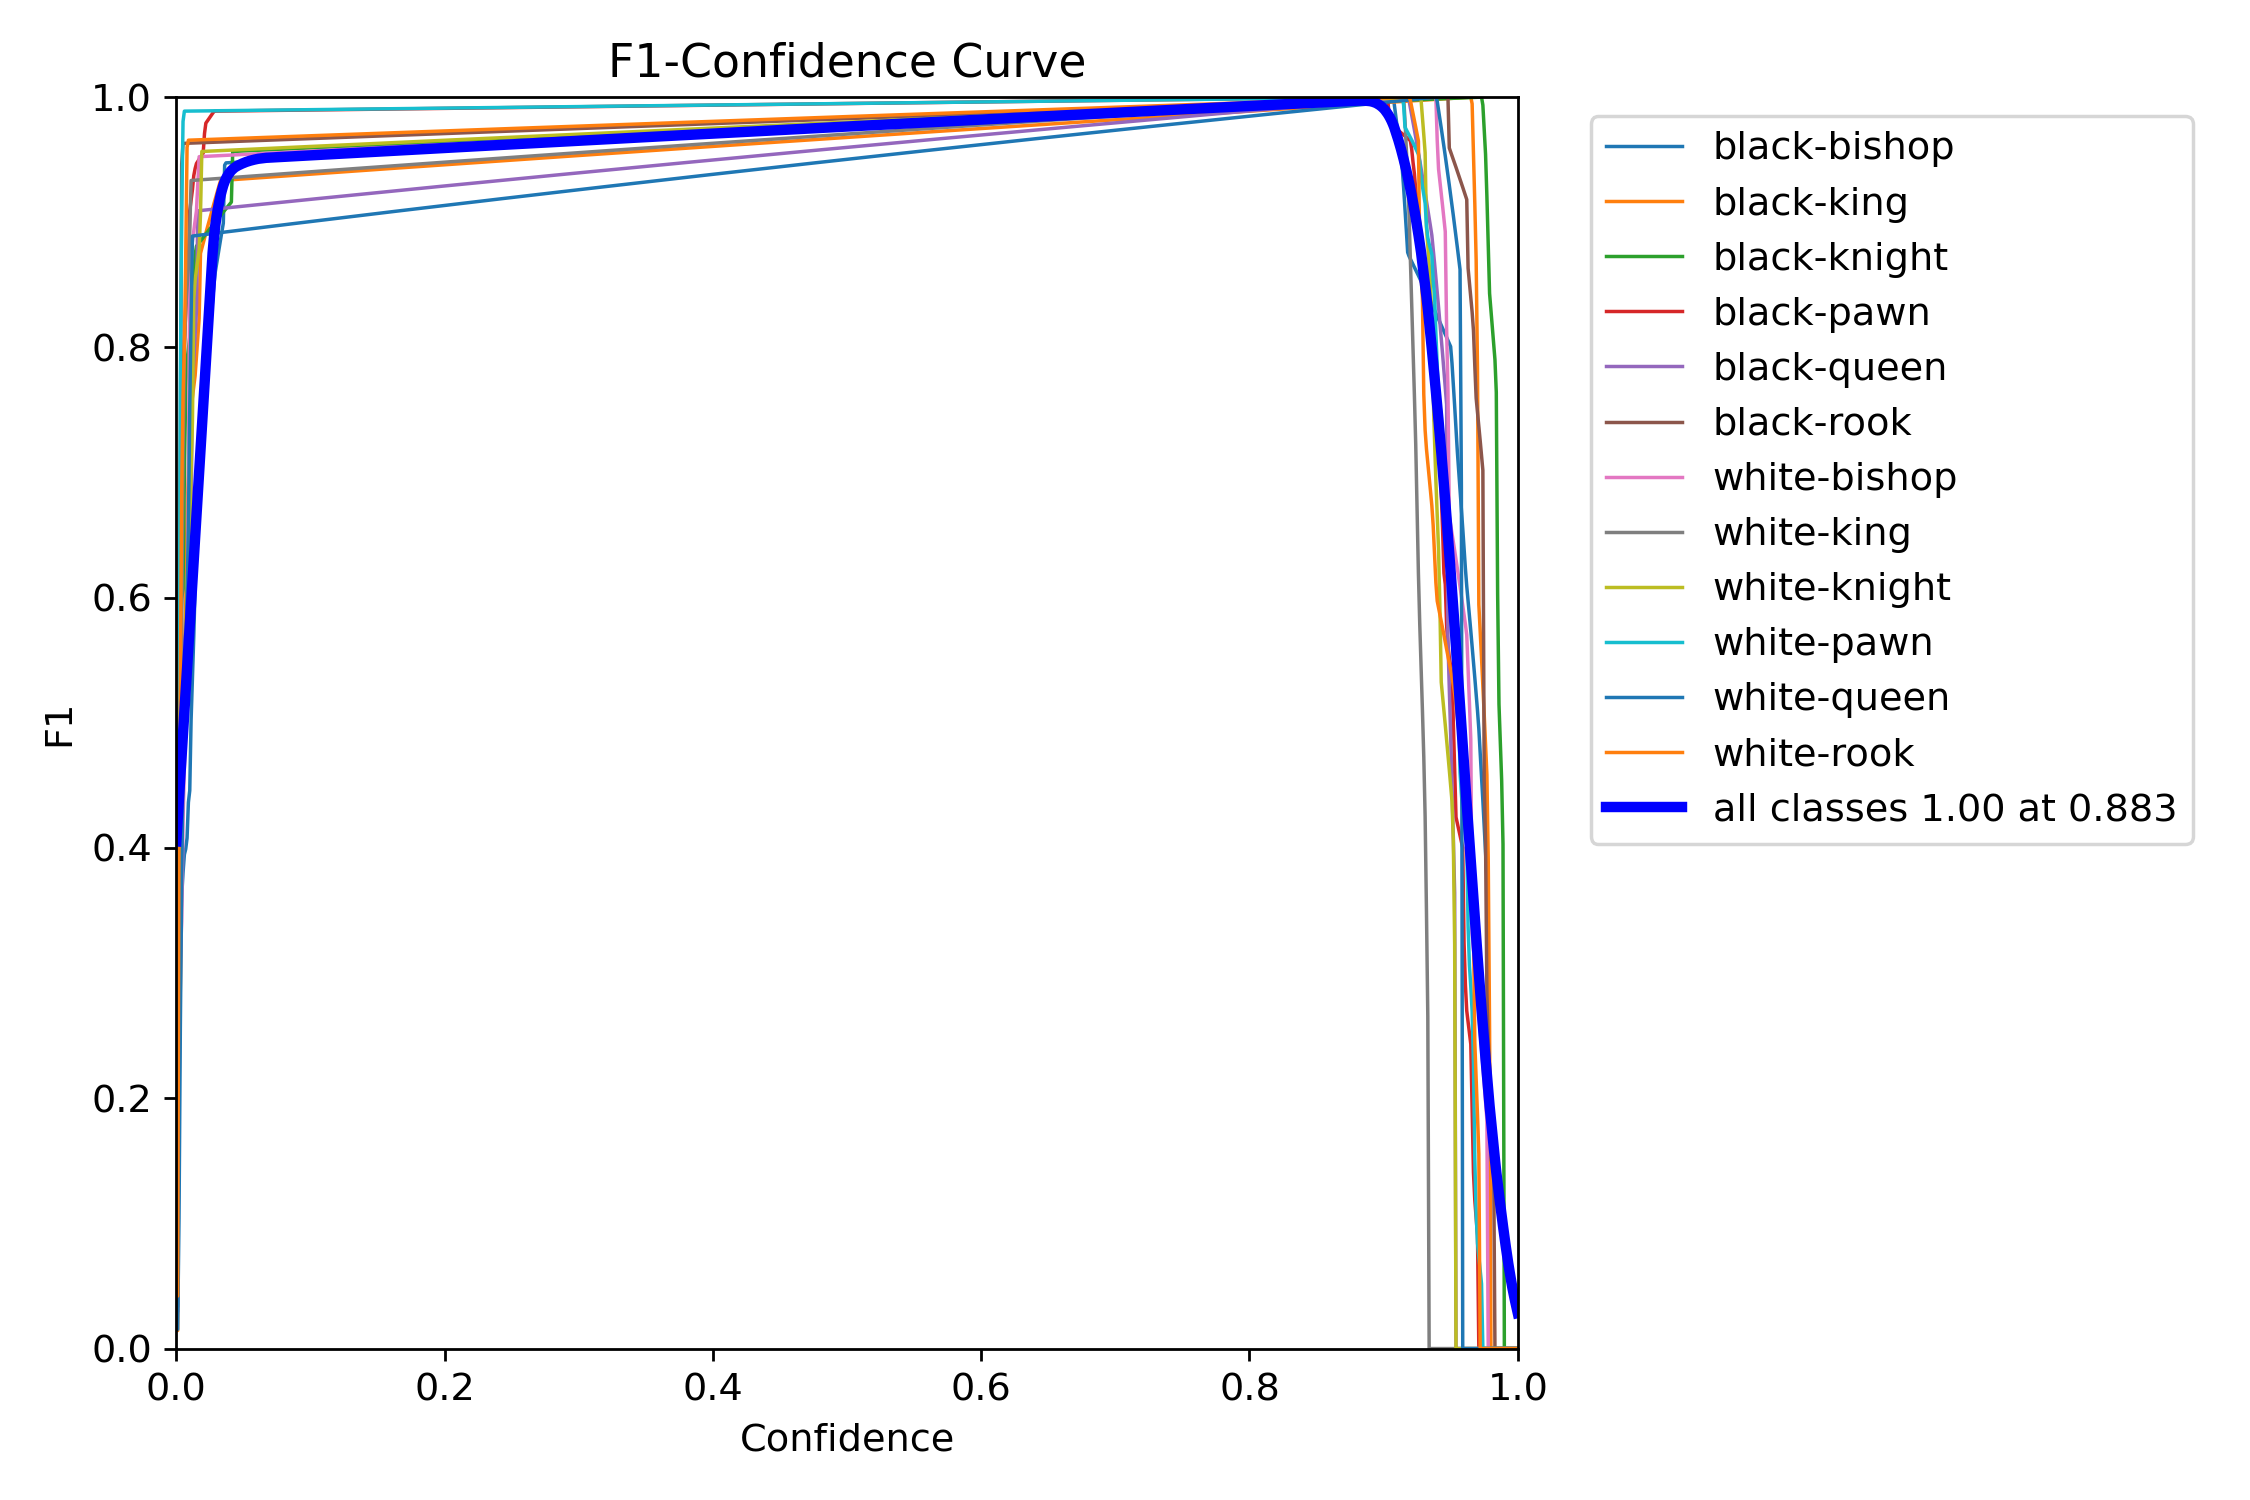 F1-Confidence Curve
1.0
0.8
0.6
0.4
0.2
0.0
F1
0.0 0.2 0.4 0.6 0.8 1.0
Confidence
black-bishop
black-king
black-knight
black-pawn
black-queen
black-rook
white-bishop
white-king
white-knight
white-pawn
white-queen
white-rook
all classes 1.00 at 0.883